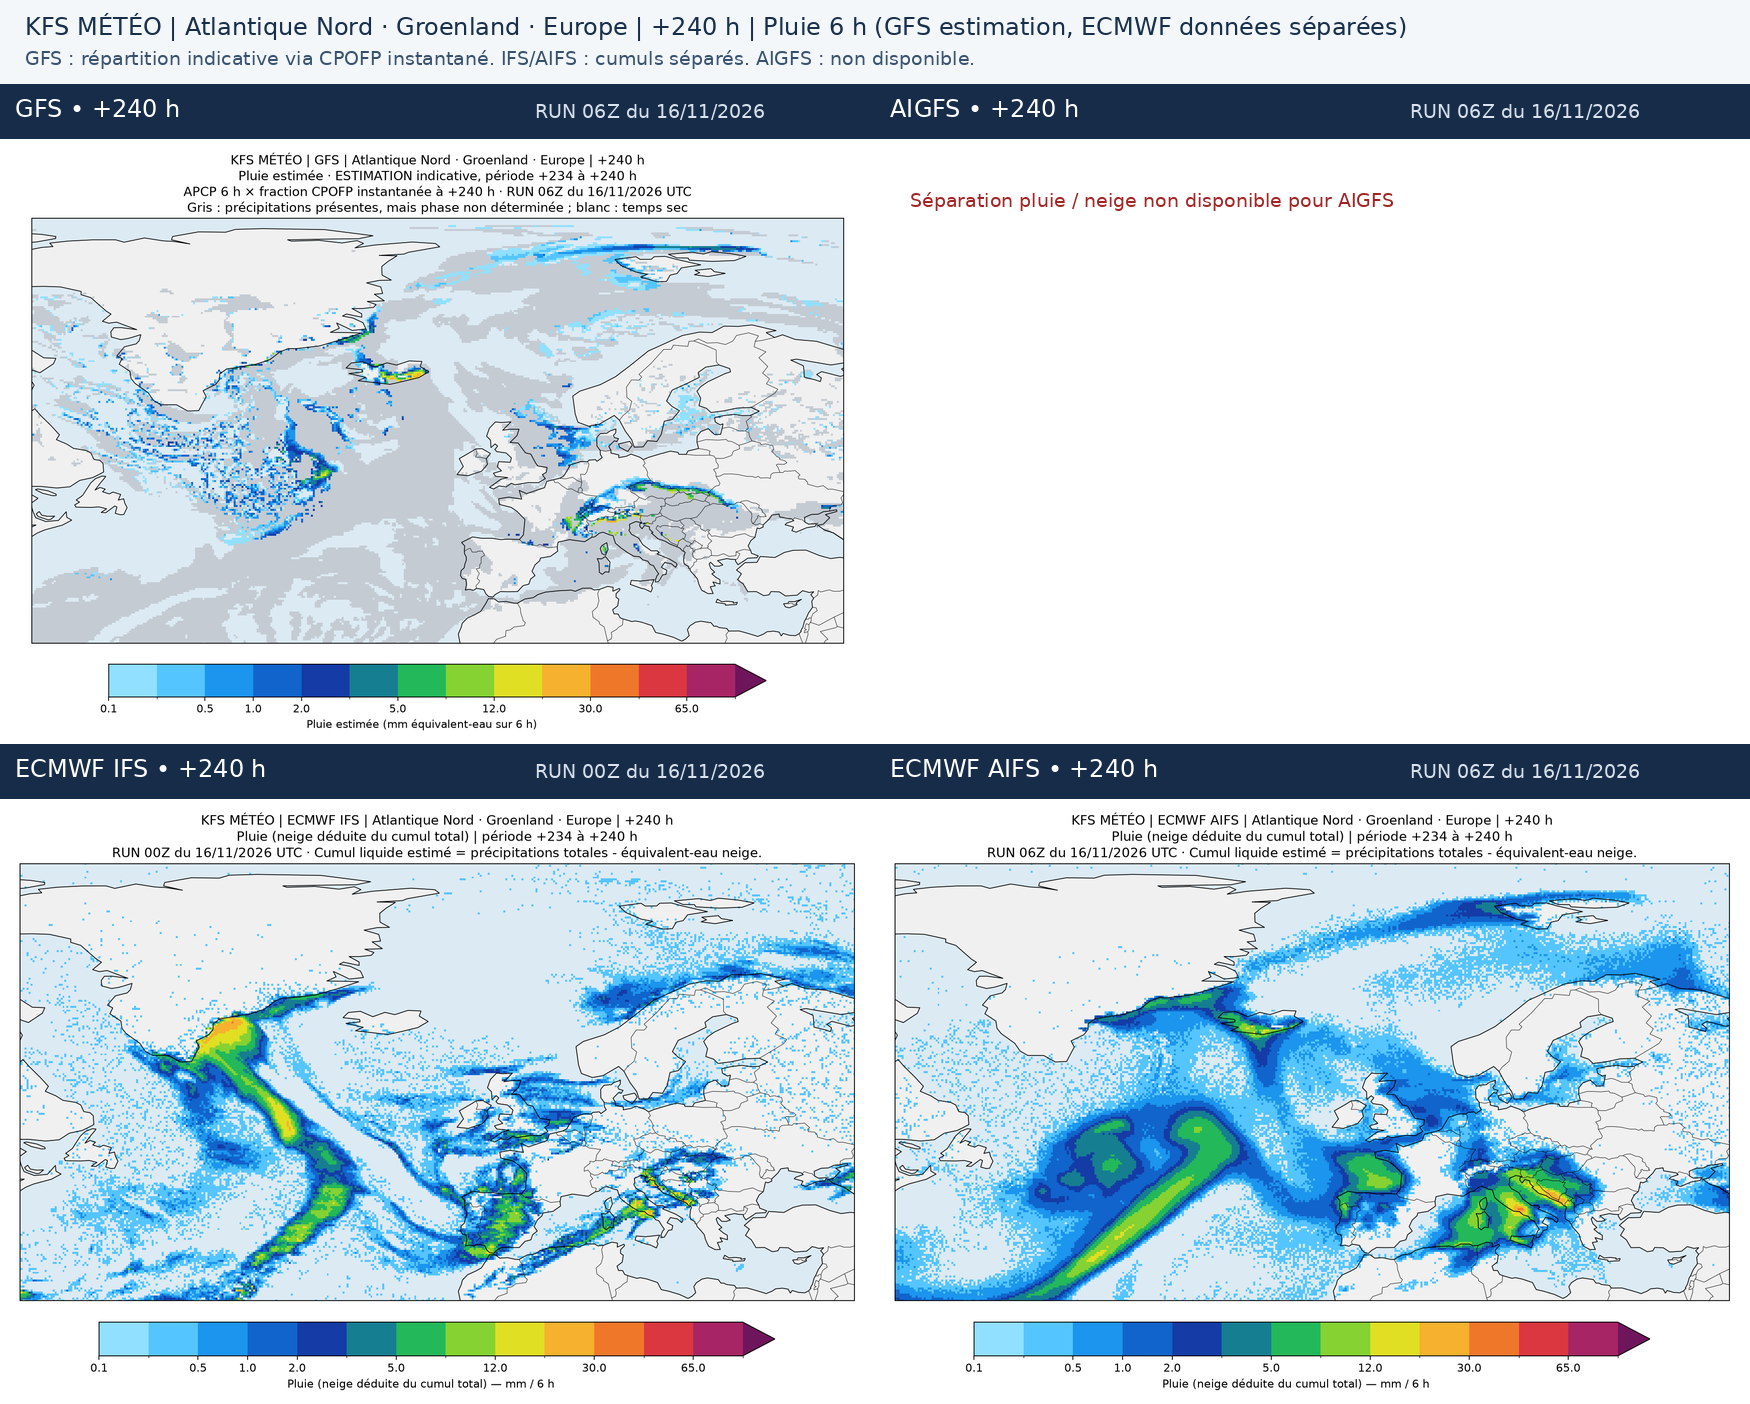 KFS MÉTÉO | Atlantique Nord · Groenland · Europe | +240 h | Pluie 6 h (GFS estimation, ECMWF données séparées)
GFS : répartition indicative via CPOFP instantané. IFS/AIFS : cumuls séparés. AIGFS : non disponible.
GFS • +240 h
RUN 06Z du 16/11/2026
AIGFS • +240 h
RUN 06Z du 16/11/2026
KFS MÉTÉO | GFS | Atlantique Nord · Groenland · Europe | +240 h
Pluie estimée · ESTIMATION indicative, période +234 à +240 h
APCP 6 h × fraction CPOFP instantanée à +240 h · RUN 06Z du 16/11/2026 UTC
Gris : précipitations présentes, mais phase non déterminée ; blanc : temps sec
Séparation pluie / neige non disponible pour AIGFS
0.1 0.5 1.0 2.0 5.0 12.0 30.0 65.0
Pluie estimée (mm équivalent-eau sur 6 h)
ECMWF IFS • +240 h
RUN 00Z du 16/11/2026
ECMWF AIFS • +240 h
RUN 06Z du 16/11/2026
KFS MÉTÉO | ECMWF IFS | Atlantique Nord · Groenland · Europe | +240 h
Pluie (neige déduite du cumul total) | période +234 à +240 h
RUN 00Z du 16/11/2026 UTC · Cumul liquide estimé = précipitations totales - équivalent-eau neige.
0.1 0.5 1.0 2.0 5.0 12.0 30.0 65.0
Pluie (neige déduite du cumul total) — mm / 6 h
KFS MÉTÉO | ECMWF AIFS | Atlantique Nord · Groenland · Europe | +240 h
Pluie (neige déduite du cumul total) | période +234 à +240 h
RUN 06Z du 16/11/2026 UTC · Cumul liquide estimé = précipitations totales - équivalent-eau neige.
0.1 0.5 1.0 2.0 5.0 12.0 30.0 65.0
Pluie (neige déduite du cumul total) — mm / 6 h